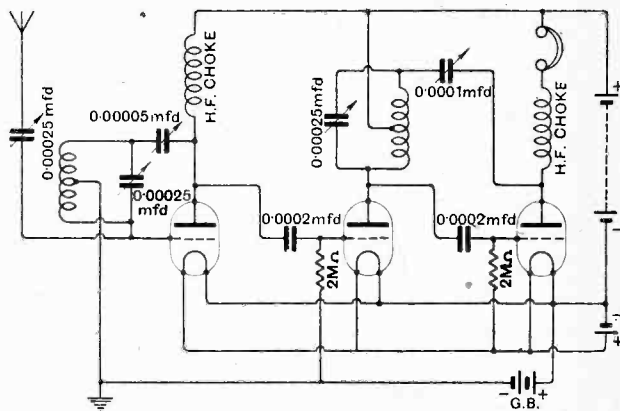 0.00025 mfd
0.00005 mfd
H.F. CHOKE
0.00025
mfd
0.0002 mfd
2MΩ
0.00025 mfd
0.0001 mfd
H.F. CHOKE
0.0002 mfd
2MΩ
+
-
+
-
- +
G.B.